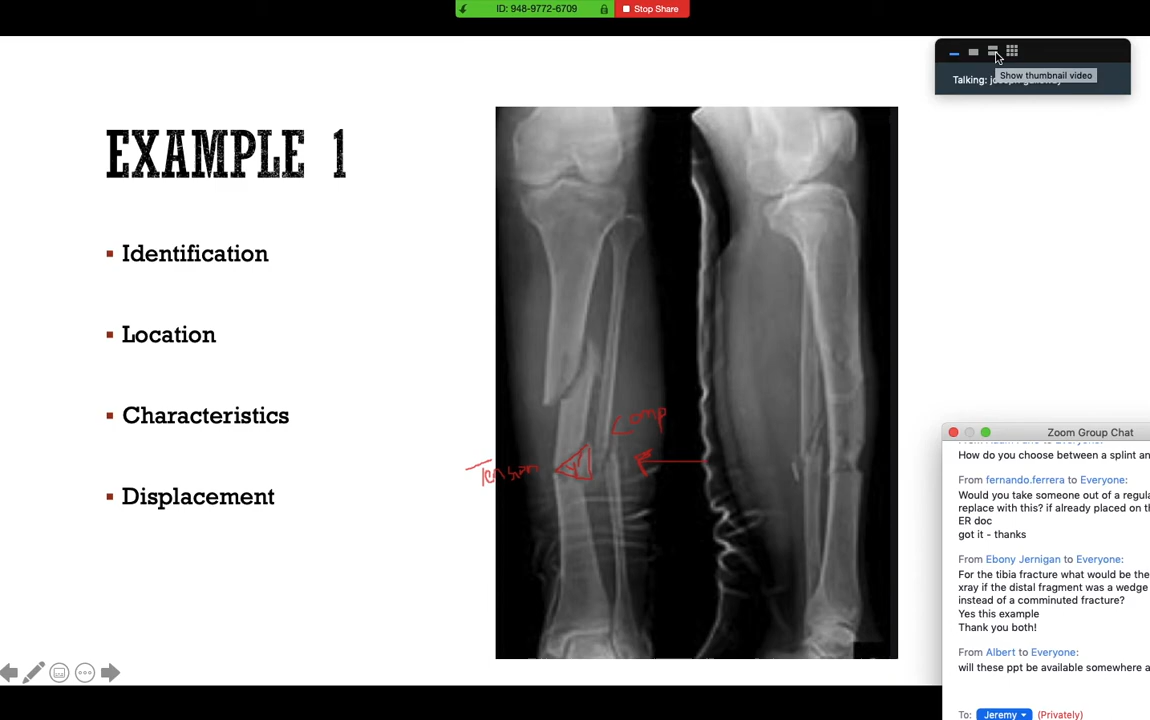 ID: 948-9772-6709
Stop Share
Show thumbnail video
Talking:
EXAMPLE 1
Identification
Location
Characteristics
Displacement
Comp
Tension
Zoom Group Chat
How do you choose between a splint an
From fernando.ferrera to Everyone:
Would you take someone out of a regula
replace with this? if already placed on th
ER doc
got it - thanks
From Ebony Jernigan to Everyone:
For the tibia fracture what would be the
xray if the distal fragment was a wedge
instead of a comminuted fracture?
Yes this example
Thank you both!
From Albert to Everyone:
will these ppt be available somewhere a
To: Jeremy (Privately)